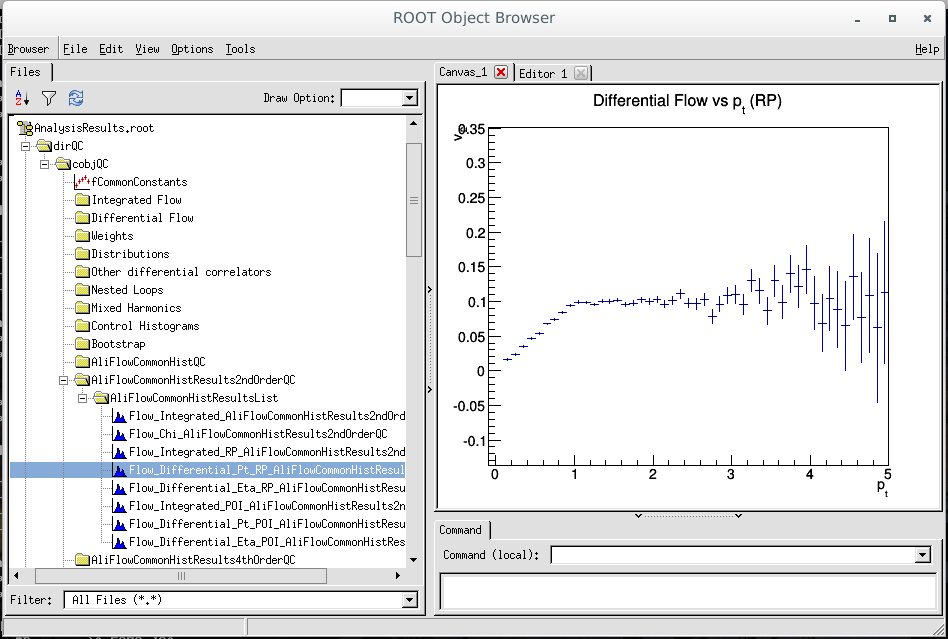 ROOT Object Browser
Browser File Edit View Options Tools Help
Files
Draw Option:
AnalysisResults.root
dirQC
cobjQC
fCommonConstants
Integrated Flow
Differential Flow
Weights
Distributions
Other differential correlators
Nested Loops
Mixed Harmonics
Control Histograms
Bootstrap
AliFlowCommonHistQC
AliFlowCommonHistResults2ndOrderQC
AliFlowCommonHistResultsList
Flow_Integrated_AliFlowCommonHistResults2ndOrd
Flow_Chi_AliFlowCommonHistResults2ndOrderQC
Flow_Integrated_RP_AliFlowCommonHistResults2nd
Flow_Differential_Pt_RP_AliFlowCommonHistResul
Flow_Differential_Eta_RP_AliFlowCommonHistResu
Flow_Integrated_POI_AliFlowCommonHistResults2n
Flow_Differential_Pt_POI_AliFlowCommonHistResu
Flow_Differential_Eta_POI_AliFlowCommonHistRes
AliFlowCommonHistResults4thOrderQC
Filter: All Files (*.*)
Canvas_1 Editor 1
Differential Flow vs pt (RP)
0.35
0.3
0.25
0.2
0.15
0.1
0.05
0
-0.05
-0.1
0 1 2 3 4 5
pt
Command
Command (local):